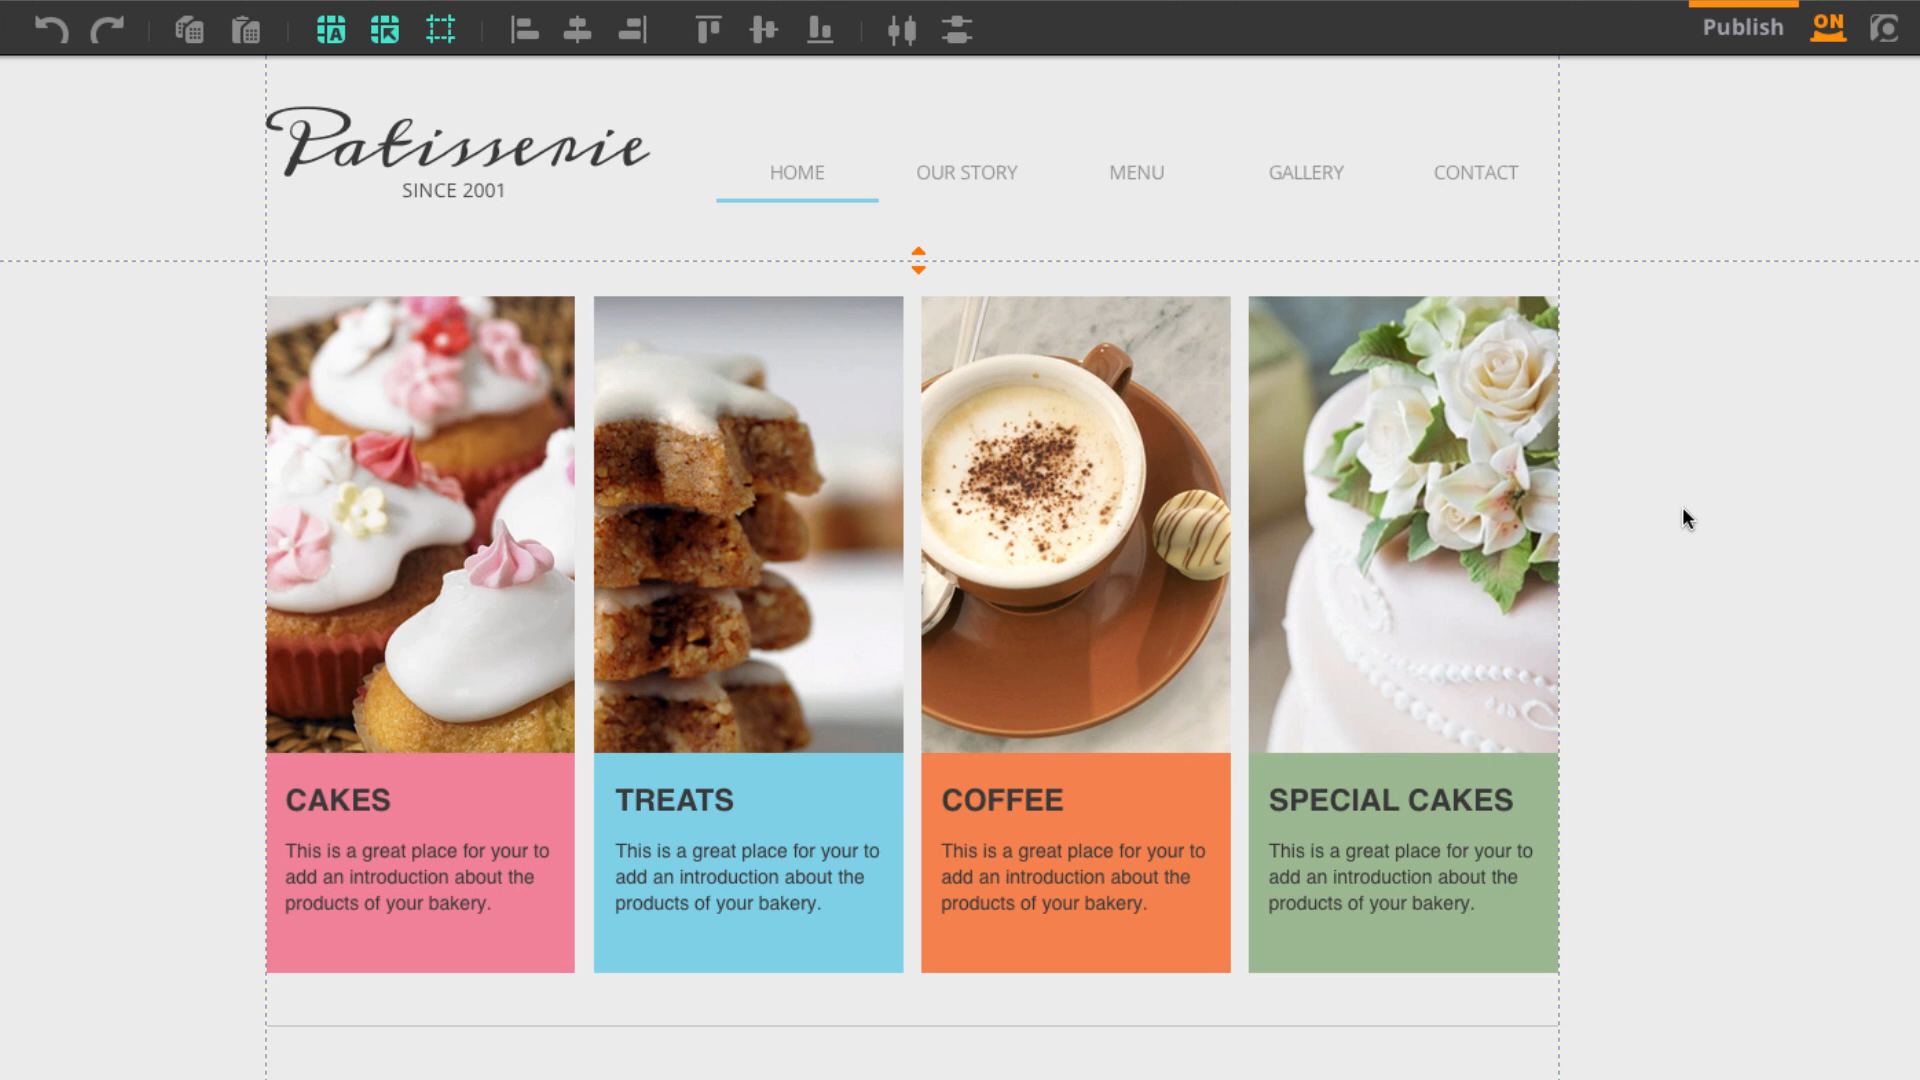 Publish
ON
Patisserie
SINCE 2001
HOME
OUR STORY
MENU
GALLERY
CONTACT
CAKES
This is a great place for your to
add an introduction about the
products of your bakery.
TREATS
This is a great place for your to
add an introduction about the
products of your bakery.
COFFEE
This is a great place for your to
add an introduction about the
products of your bakery.
SPECIAL CAKES
This is a great place for your to
add an introduction about the
products of your bakery.